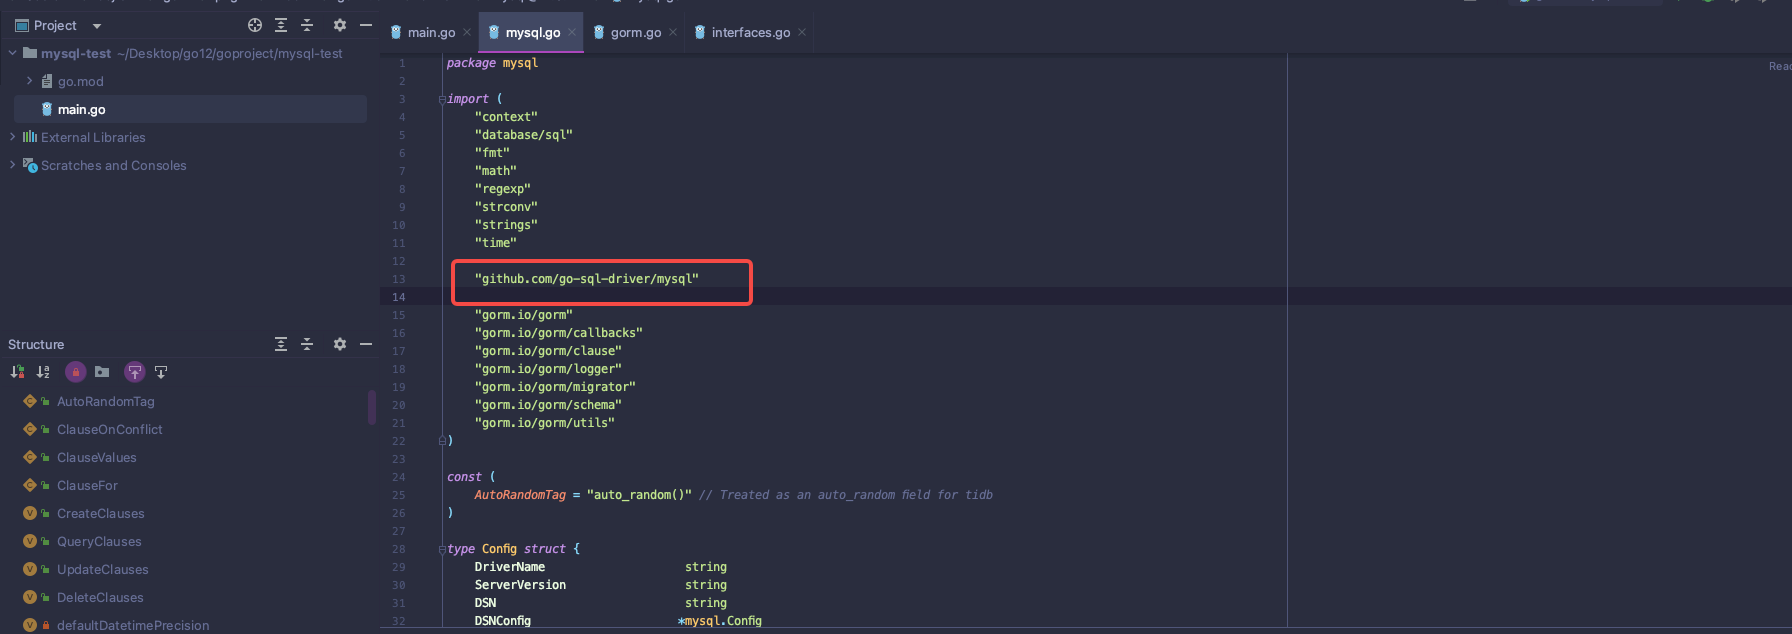 Project
mysql-test ~/Desktop/go12/goproject/mysql-test
go.mod
main.go
External Libraries
Scratches and Consoles
Structure
AutoRandomTag
ClauseOnConflict
ClauseValues
ClauseFor
CreateClauses
QueryClauses
UpdateClauses
DeleteClauses
defaultDatetimePrecision
main.go mysql.go gorm.go interfaces.go
1 package mysql
2
3 import (
4 "context"
5 "database/sql"
6 "fmt"
7 "math"
8 "regexp"
9 "strconv"
10 "strings"
11 "time"
12
13 "github.com/go-sql-driver/mysql"
14
15 "gorm.io/gorm"
16 "gorm.io/gorm/callbacks"
17 "gorm.io/gorm/clause"
18 "gorm.io/gorm/logger"
19 "gorm.io/gorm/migrator"
20 "gorm.io/gorm/schema"
21 "gorm.io/gorm/utils"
22 )
23
24 const (
25 AutoRandomTag = "auto_random()" // Treated as an auto_random field for tidb
26 )
27
28 type Config struct {
29 DriverName string
30 ServerVersion string
31 DSN string
32 DSNConfig *mysql.Config